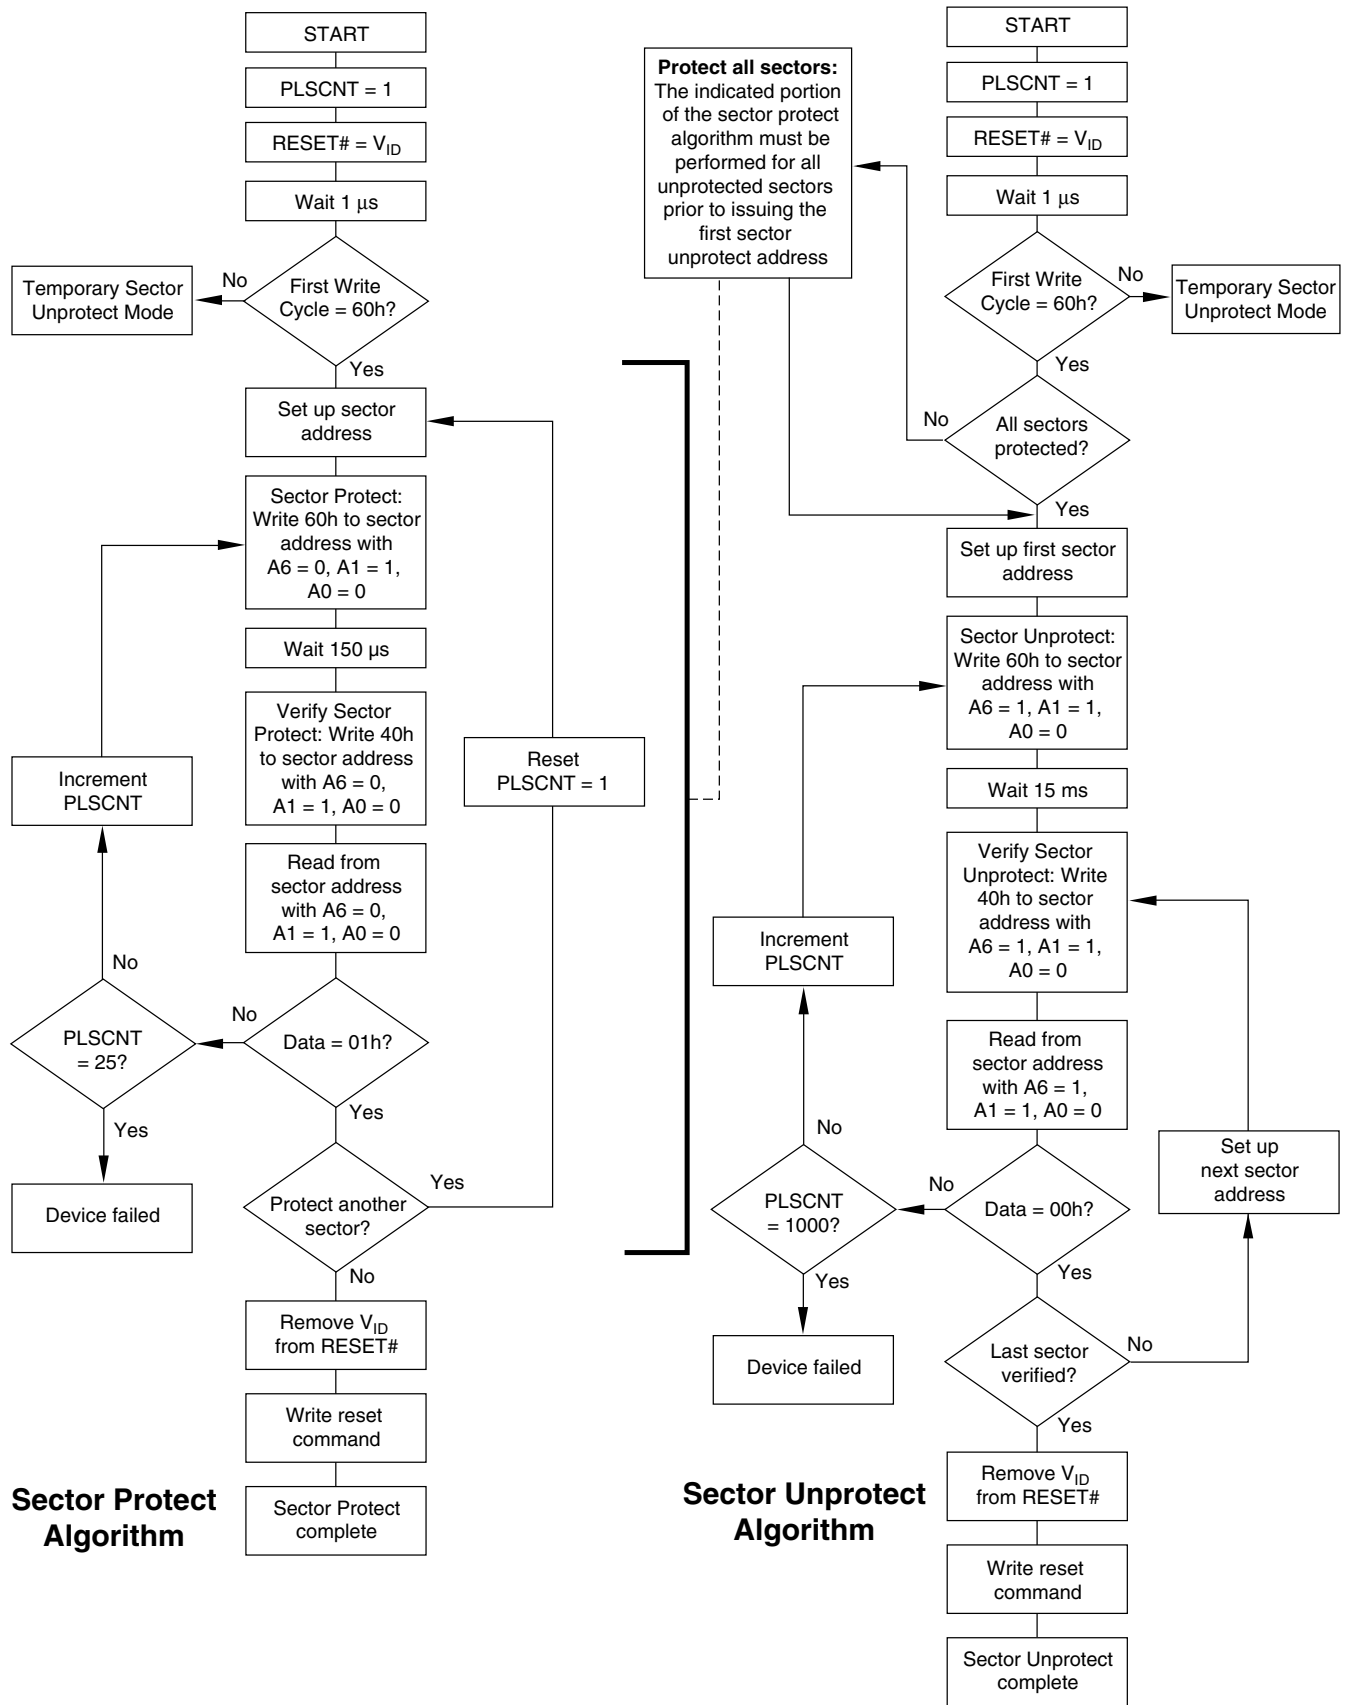 START
PLSCNT = 1
RESET# = VID
Wait 1 μs
First Write
Cycle = 60h?
No
Temporary Sector
Unprotect Mode
Yes
Set up sector
address
Sector Protect:
Write 60h to sector
address with
A6 = 0, A1 = 1,
A0 = 0
Wait 150 µs
Verify Sector
Protect: Write 40h
to sector address
with A6 = 0,
A1 = 1, A0 = 0
Increment
PLSCNT
Reset
PLSCNT = 1
Read from
sector address
with A6 = 0,
A1 = 1, A0 = 0
No
PLSCNT
= 25?
No
Data = 01h?
Yes
Yes
Device failed
Protect another
sector?
Yes
No
Remove VID
from RESET#
Write reset
command
Sector Protect
complete
Sector Protect
Algorithm
Protect all sectors:
The indicated portion
of the sector protect
algorithm must be
performed for all
unprotected sectors
prior to issuing the
first sector
unprotect address
START
PLSCNT = 1
RESET# = VID
Wait 1 μs
First Write
Cycle = 60h?
No
Temporary Sector
Unprotect Mode
Yes
No
All sectors
protected?
Yes
Set up first sector
address
Sector Unprotect:
Write 60h to sector
address with
A6 = 1, A1 = 1,
A0 = 0
Wait 15 ms
Verify Sector
Unprotect: Write
40h to sector
address with
A6 = 1, A1 = 1,
A0 = 0
Increment
PLSCNT
Read from
sector address
with A6 = 1,
A1 = 1, A0 = 0
No
Set up
next sector
address
PLSCNT
= 1000?
No
Data = 00h?
Yes
Yes
Device failed
Last sector
verified?
No
Yes
Remove VID
from RESET#
Write reset
command
Sector Unprotect
complete
Sector Unprotect
Algorithm